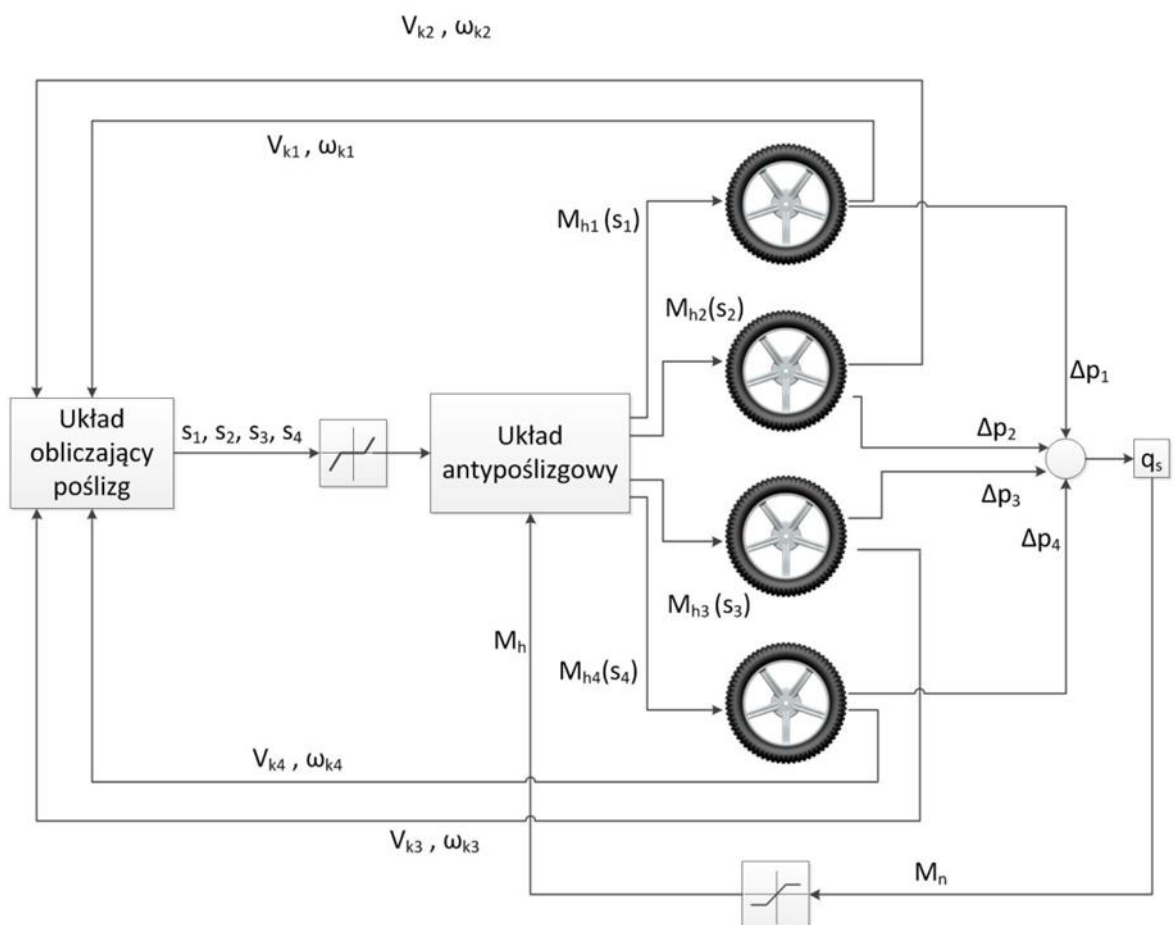 Vk2 , ωk2
Vk1 , ωk1
Mh1 (s1)
Mh2(s2)
Δp1
Układ
obliczający
poślizg
s1, s2, s3, s4
Układ
antypoślizgowy
Δp2
qs
Δp3
Δp4
Mh3 (s3)
Mh
Mh4(s4)
Vk4 , ωk4
Vk3 , ωk3
Mn